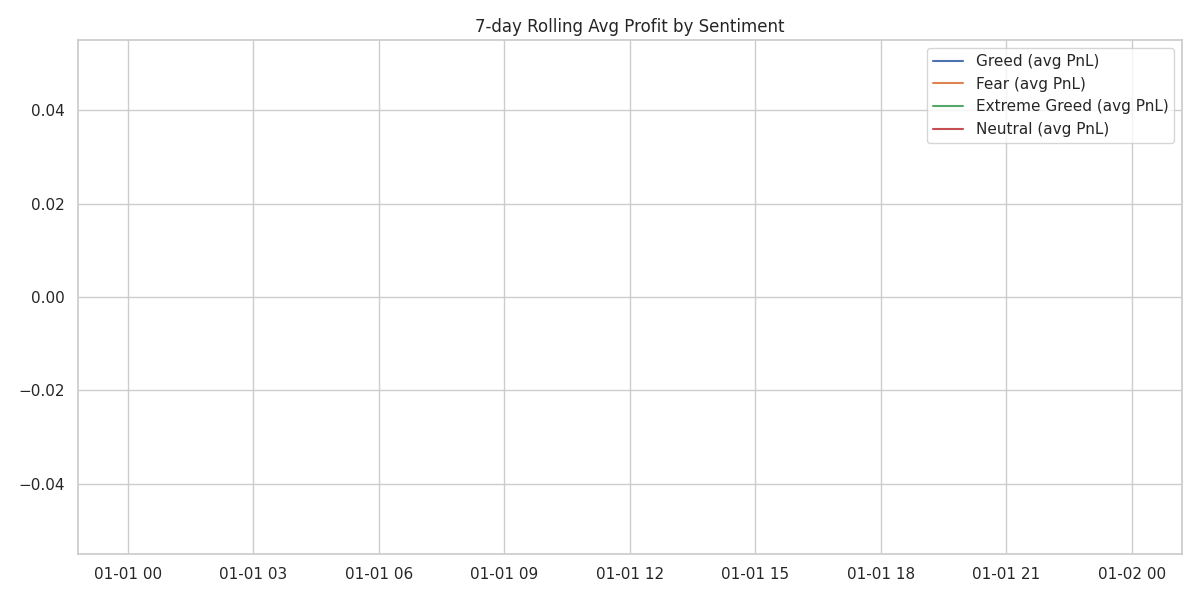 7-day Rolling Avg Profit by Sentiment
Greed (avg PnL)
Fear (avg PnL)
Extreme Greed (avg PnL)
Neutral (avg PnL)
0.04
0.02
0.00
−0.02
−0.04
01-01 00 01-01 03 01-01 06 01-01 09 01-01 12 01-01 15 01-01 18 01-01 21 01-02 00